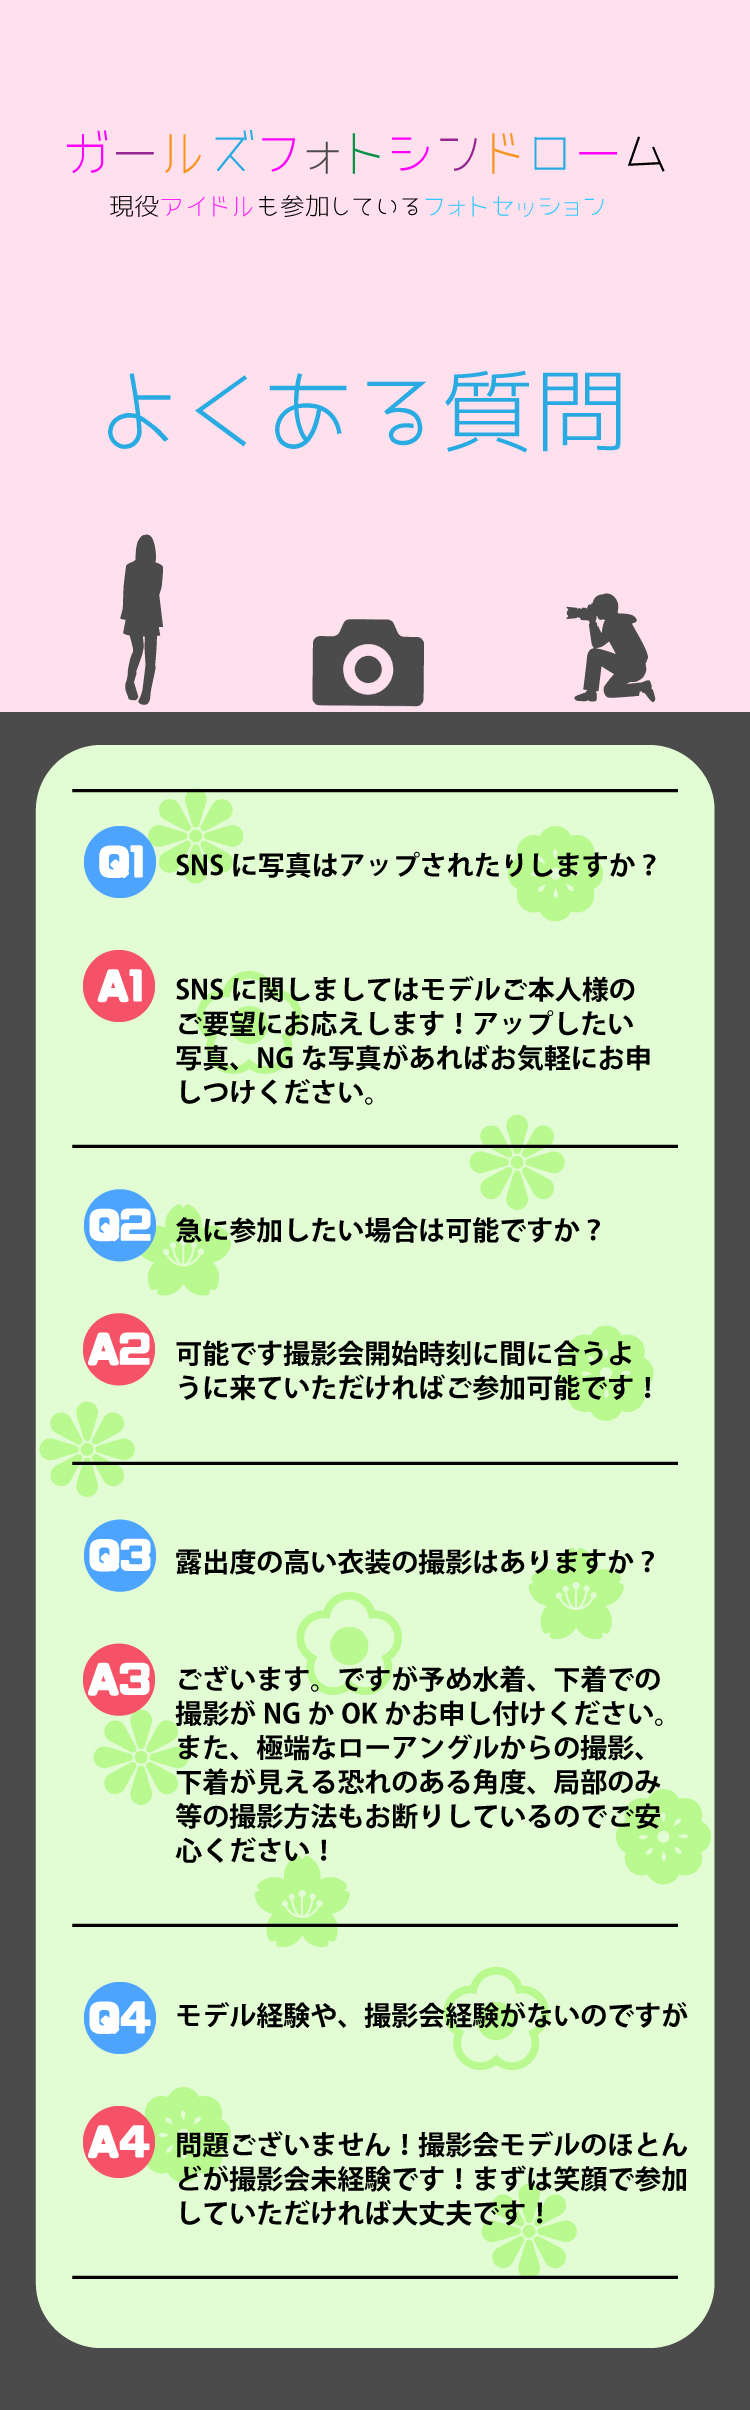 ガールズフォトシンドローム
現役アイドルも参加しているフォトセッション
よくある質問
Q1 SNSに写真はアップされたりしますか？
A1 SNSに関しましてはモデルご本人様の
ご要望にお応えします！アップしたい
写真、NGな写真があればお気軽にお申
しつけください。
Q2 急に参加したい場合は可能ですか？
A2 可能です撮影会開始時刻に間に合うよ
うに来ていただければご参加可能です！
Q3 露出度の高い衣装の撮影はありますか？
A3 ございます。ですが予め水着、下着での
撮影が NG か OK かお申し付けください。
また、極端なローアングルからの撮影、
下着が見える恐れのある角度、局部のみ
等の撮影方法もお断りしているのでご安
心ください！
Q4 モデル経験や、撮影会経験がないのですが
A4 問題ございません！撮影会モデルのほとん
どが撮影会未経験です！まずは笑顔で参加
していただければ大丈夫です！